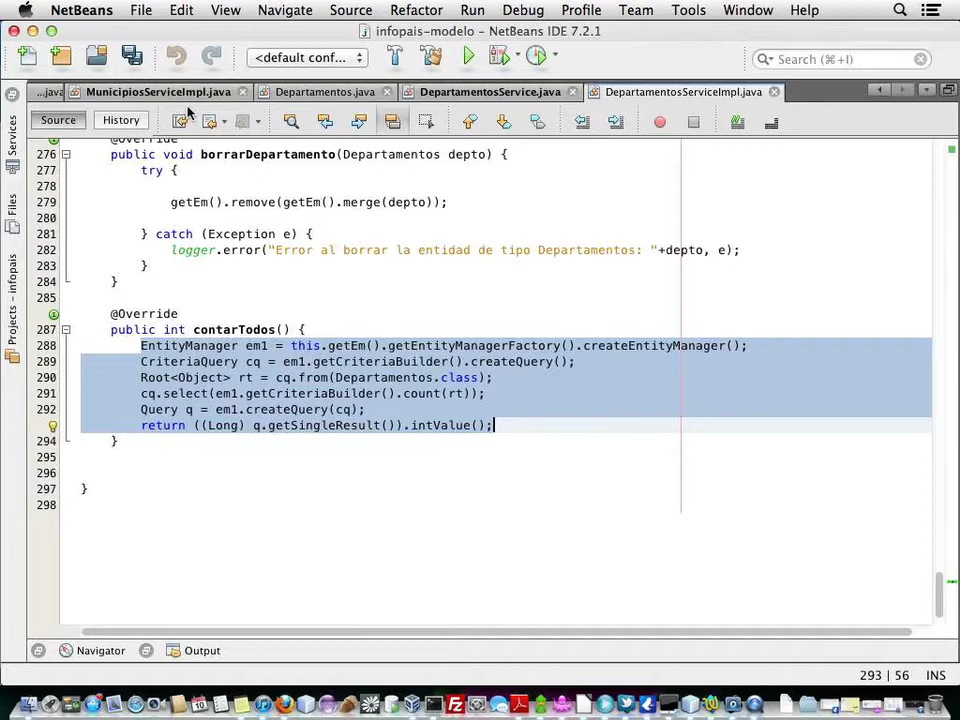 NetBeans File Edit View Navigate Source Refactor Run Debug Profile Team Tools Window Help
infopais-modelo - NetBeans IDE 7.2.1
<default conf...
Search (⌘+I)
...java MunicipiosServiceImpl.java Departamentos.java DepartamentosService.java DepartamentosServiceImpl.java
Source History
Services
Files
Projects - infopais
@Override
276 public void borrarDepartamento(Departamentos depto) {
277 try {
278
279 getEm().remove(getEm().merge(depto));
280
281 } catch (Exception e) {
282 logger.error("Error al borrar la entidad de tipo Departamentos: "+depto, e);
283 }
284 }
285
@Override
287 public int contarTodos() {
288 EntityManager em1 = this.getEm().getEntityManagerFactory().createEntityManager();
289 CriteriaQuery cq = em1.getCriteriaBuilder().createQuery();
290 Root<Object> rt = cq.from(Departamentos.class);
291 cq.select(em1.getCriteriaBuilder().count(rt));
292 Query q = em1.createQuery(cq);
return ((Long) q.getSingleResult()).intValue();
294 }
295
296
297 }
298
Navigator Output
293 | 56 INS